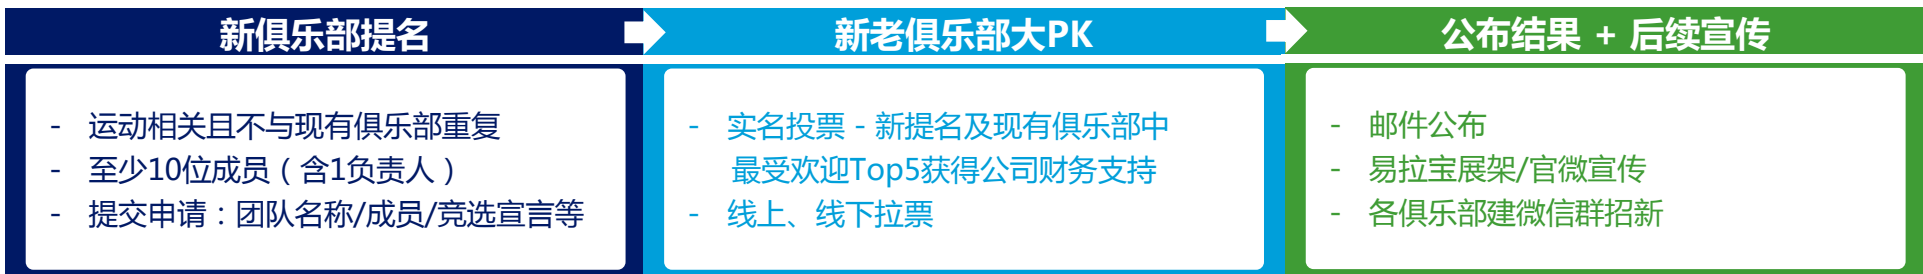 新俱乐部提名
- 运动相关且不与现有俱乐部重复
- 至少10位成员（含1负责人）
- 提交申请：团队名称/成员/竞选宣言等
新老俱乐部大PK
- 实名投票 - 新提名及现有俱乐部中
最受欢迎Top5获得公司财务支持
- 线上、线下拉票
公布结果 + 后续宣传
- 邮件公布
- 易拉宝展架/官微宣传
- 各俱乐部建微信群招新